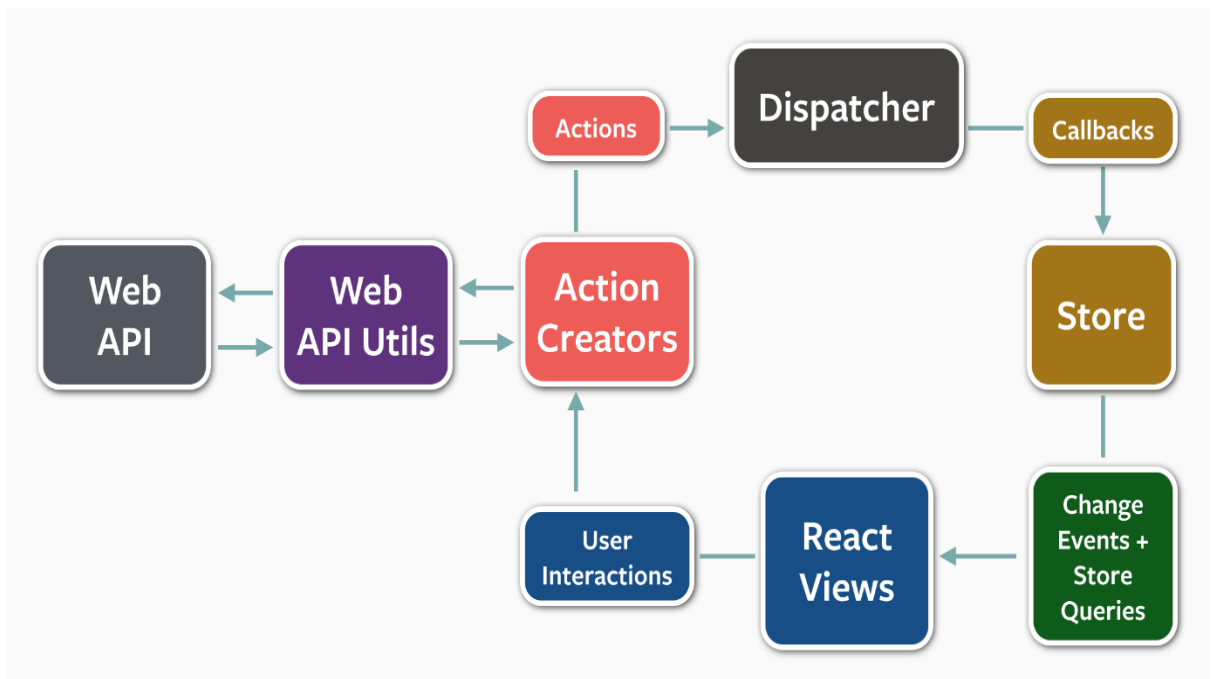 Dispatcher
Actions
Callbacks
Web
API
Web
API Utils
Action
Creators
Store
User
Interactions
React
Views
Change
Events +
Store
Queries